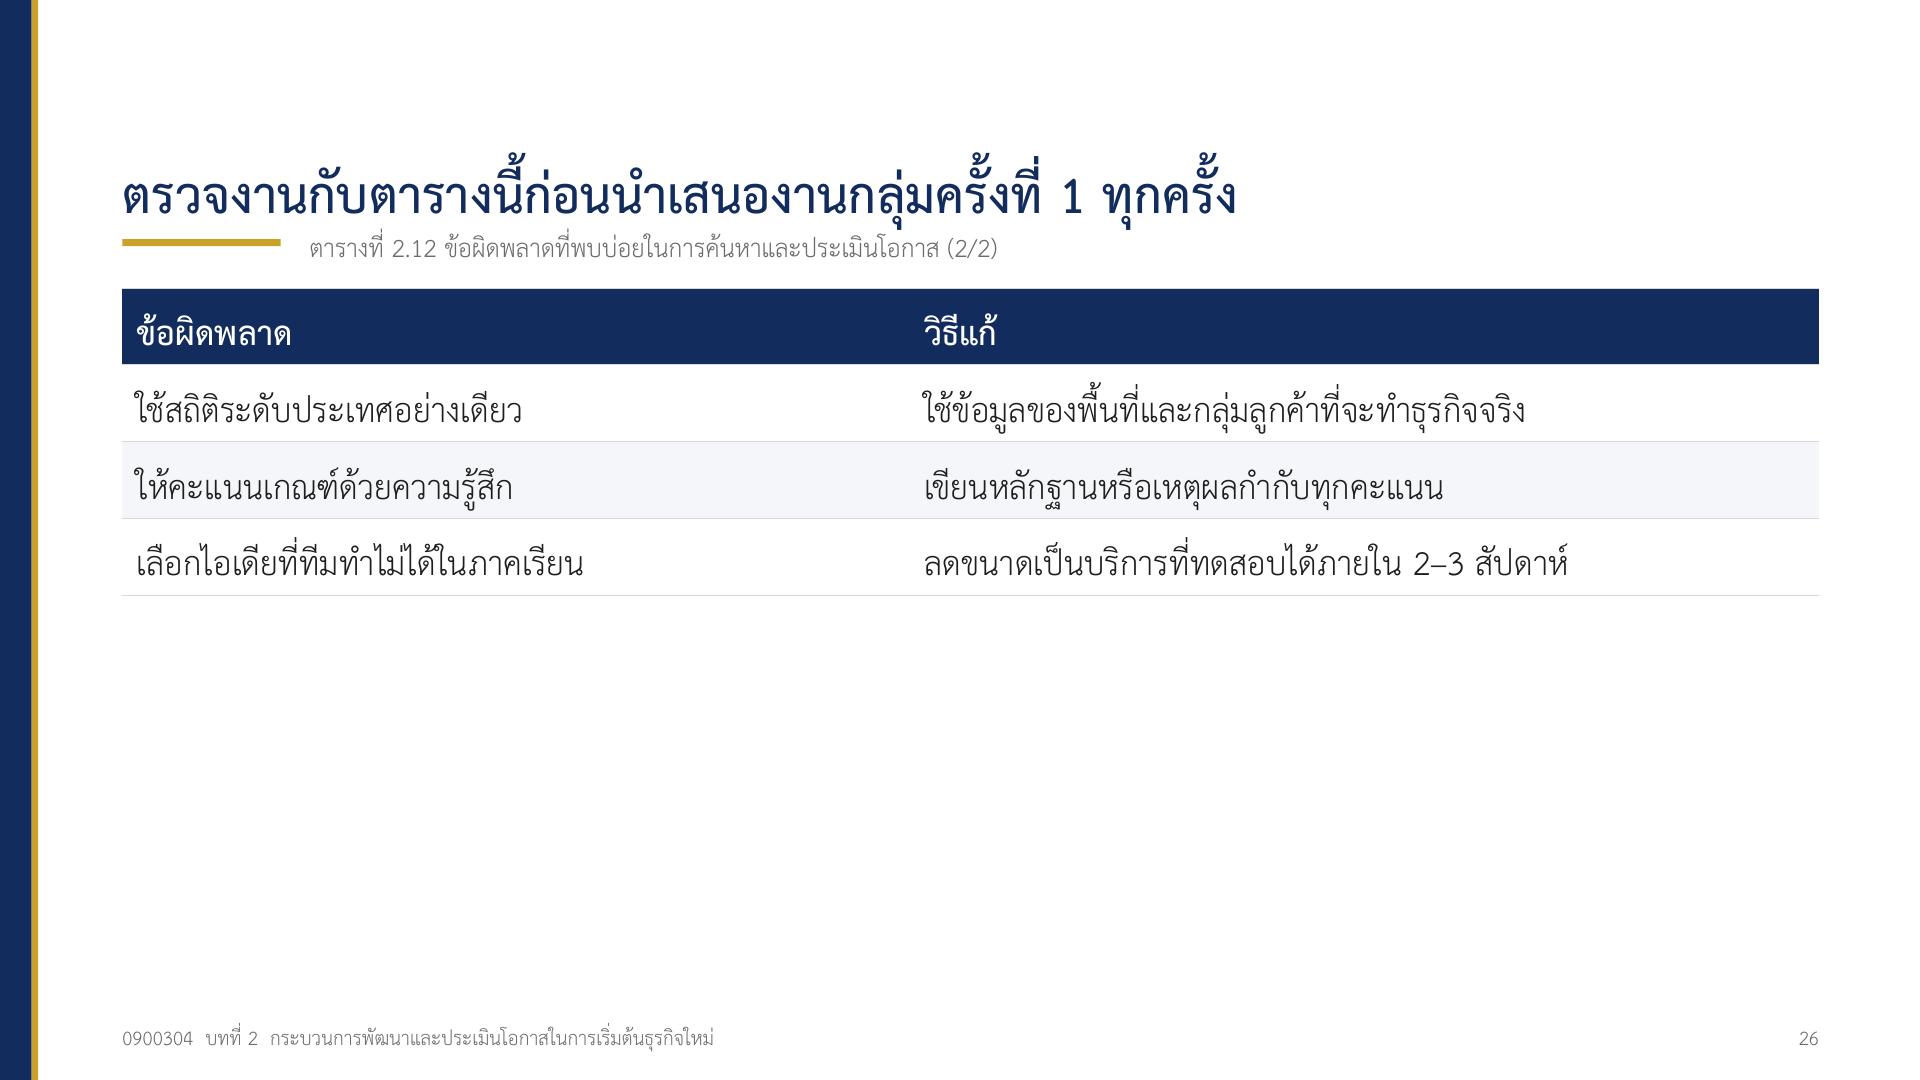 ตรวจงานกับตารางนี้ก่อนนำเสนองานกลุ่มครั้งที่ 1 ทุกครั้ง
ตารางที่ 2.12 ข้อผิดพลาดที่พบบ่อยในการค้นหาและประเมินโอกาส (2/2)
ข้อผิดพลาด วิธีแก้
ใช้สถิติระดับประเทศอย่างเดียว ใช้ข้อมูลของพื้นที่และกลุ่มลูกค้าที่จะทำธุรกิจจริง
ให้คะแนนเกณฑ์ด้วยความรู้สึก เขียนหลักฐานหรือเหตุผลกำกับทุกคะแนน
เลือกไอเดียที่ทีมทำไม่ได้ในภาคเรียน ลดขนาดเป็นบริการที่ทดสอบได้ภายใน 2–3 สัปดาห์
0900304 บทที่ 2 กระบวนการพัฒนาและประเมินโอกาสในการเริ่มต้นธุรกิจใหม่ 26